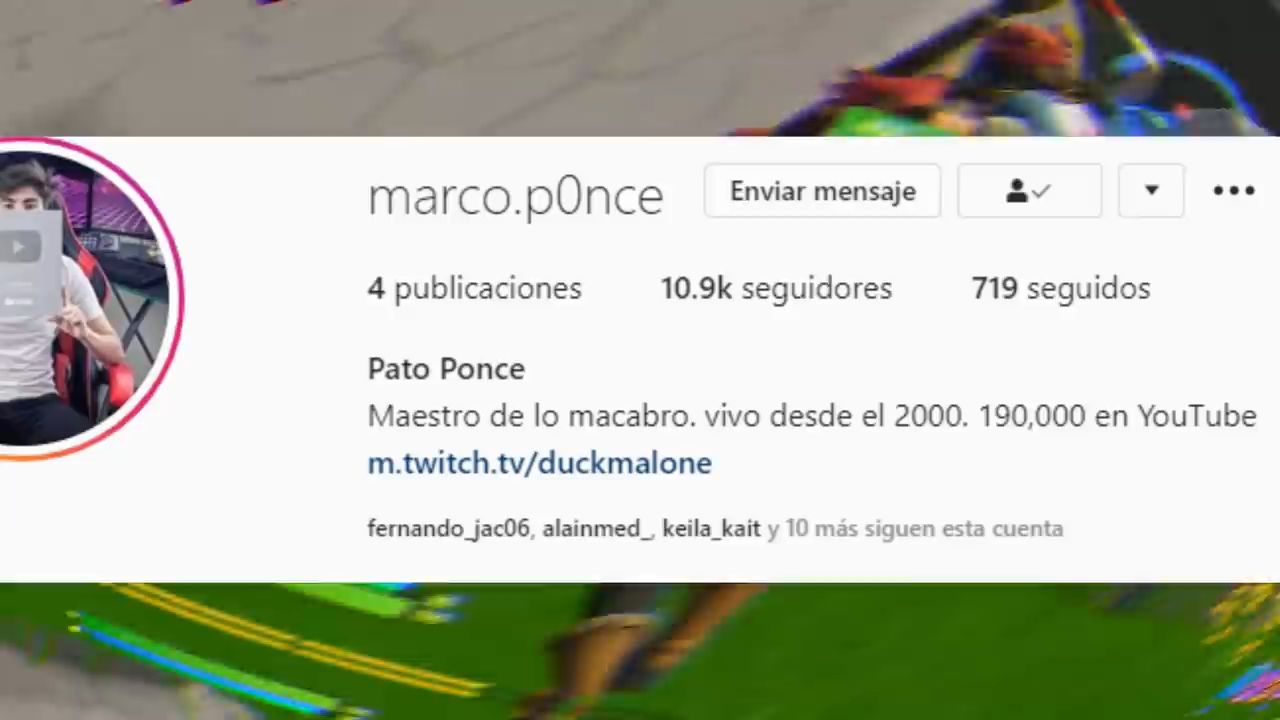 marco.p0nce Enviar mensaje
4 publicaciones 10.9k seguidores 719 seguidos
Pato Ponce
Maestro de lo macabro. vivo desde el 2000. 190,000 en YouTube
m.twitch.tv/duckmalone
fernando_jac06, alainmed_, keila_kait y 10 más siguen esta cuenta